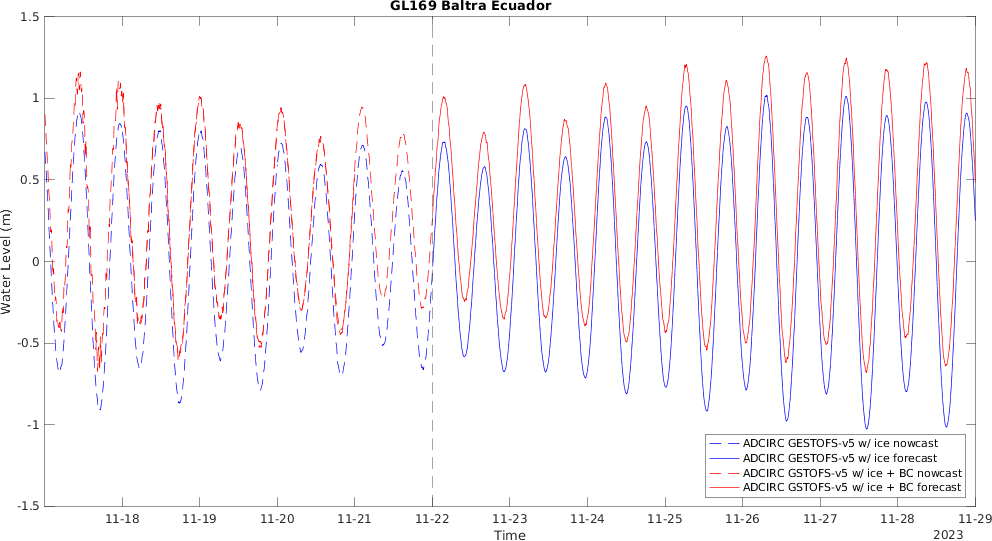 GL169 Baltra Ecuador
1.5
1
0.5
0
-0.5
-1
-1.5
Water Level (m)
ADCIRC GESTOFS-v5 w/ ice nowcast
ADCIRC GESTOFS-v5 w/ ice forecast
ADCIRC GSTOFS-v5 w/ ice + BC nowcast
ADCIRC GSTOFS-v5 w/ ice + BC forecast
11-18 11-19 11-20 11-21 11-22 11-23 11-24 11-25 11-26 11-27 11-28 11-29
Time
2023